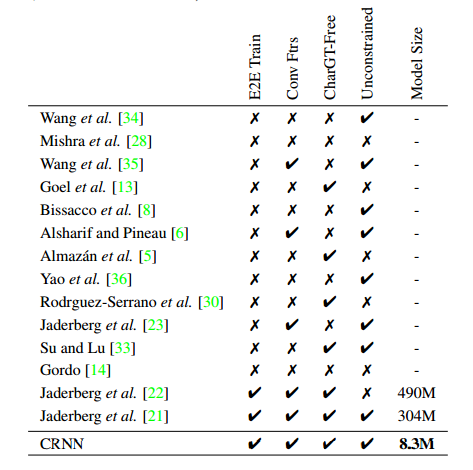 E2E Train Conv Ftrs CharGT-Free Unconstrained Model Size
Wang et al. [34] ✗ ✗ ✗ ✔ -
Mishra et al. [28] ✗ ✗ ✗ ✗ -
Wang et al. [35] ✗ ✔ ✗ ✔ -
Goel et al. [13] ✗ ✗ ✔ ✗ -
Bissacco et al. [8] ✗ ✗ ✗ ✔ -
Alsharif and Pineau [6] ✗ ✔ ✗ ✔ -
Almazán et al. [5] ✗ ✗ ✔ ✗ -
Yao et al. [36] ✗ ✗ ✗ ✔ -
Rodrguez-Serrano et al. [30] ✗ ✗ ✔ ✗ -
Jaderberg et al. [23] ✗ ✔ ✗ ✔ -
Su and Lu [33] ✗ ✗ ✔ ✔ -
Gordo [14] ✗ ✗ ✗ ✗ -
Jaderberg et al. [22] ✔ ✔ ✔ ✗ 490M
Jaderberg et al. [21] ✔ ✔ ✔ ✔ 304M
CRNN ✔ ✔ ✔ ✔ 8.3M